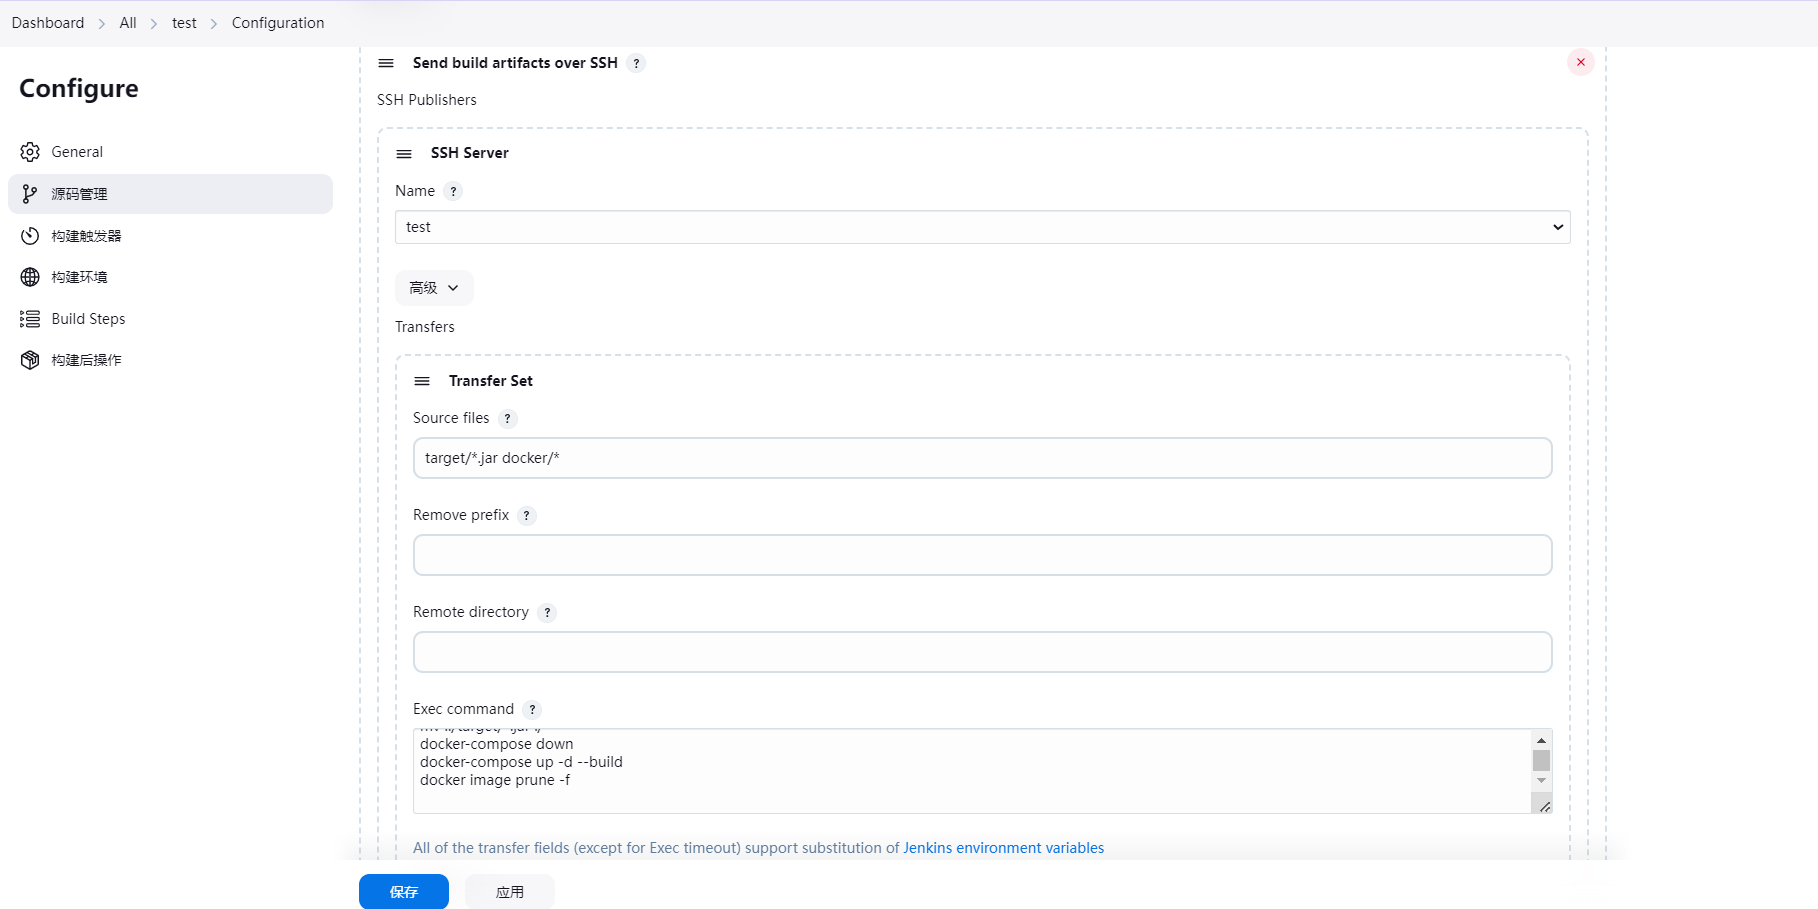 Dashboard > All > test > Configuration
Configure
General
源码管理
构建触发器
构建环境
Build Steps
构建后操作
Send build artifacts over SSH ?
SSH Publishers
SSH Server
Name ?
test
高级
Transfers
Transfer Set
Source files ?
target/*.jar docker/*
Remove prefix ?
Remote directory ?
Exec command ?
docker-compose down
docker-compose up -d --build
docker image prune -f
All of the transfer fields (except for Exec timeout) support substitution of Jenkins environment variables
保存
应用